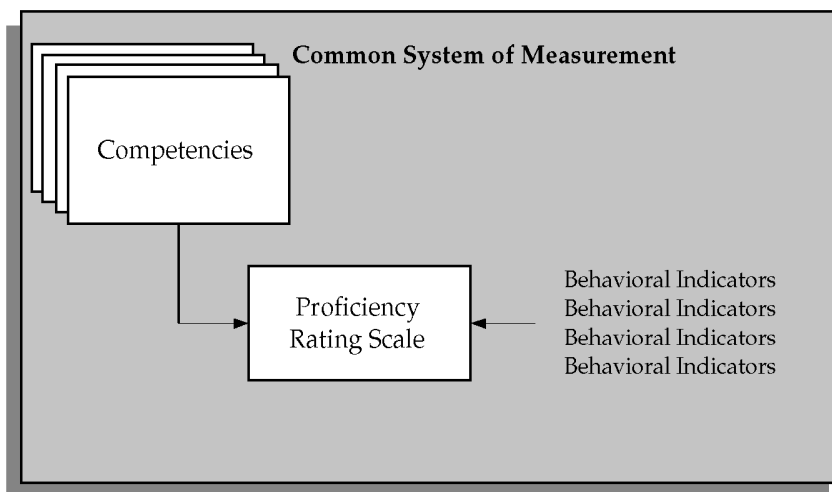 Common System of Measurement
Competencies
Proficiency
Rating Scale
Behavioral Indicators
Behavioral Indicators
Behavioral Indicators
Behavioral Indicators